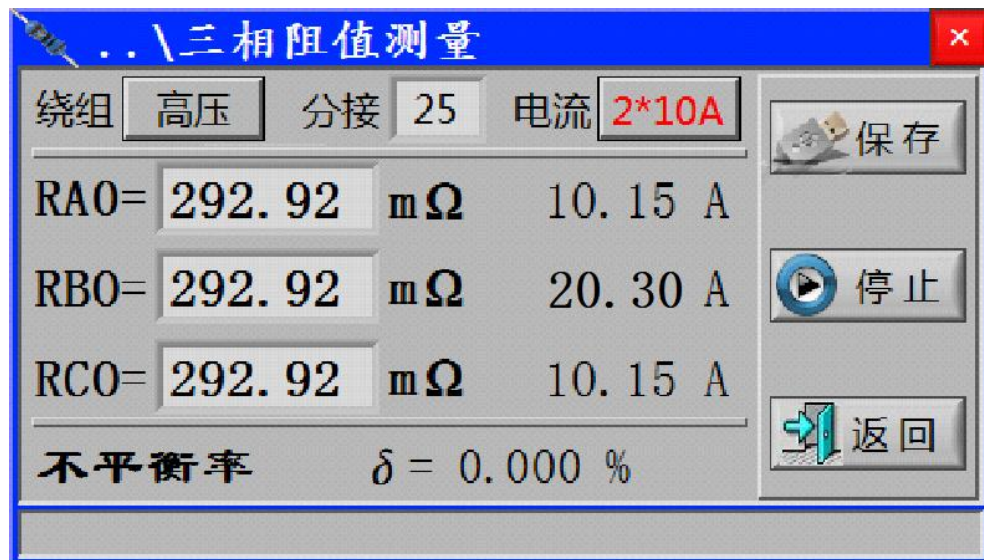 ..\三相阻值测量
绕组 高压 分接 25 电流 2*10A
保存
RA0= 292.92 mΩ 10.15 A
RB0= 292.92 mΩ 20.30 A
停止
RC0= 292.92 mΩ 10.15 A
返回
不平衡率 δ = 0.000 %